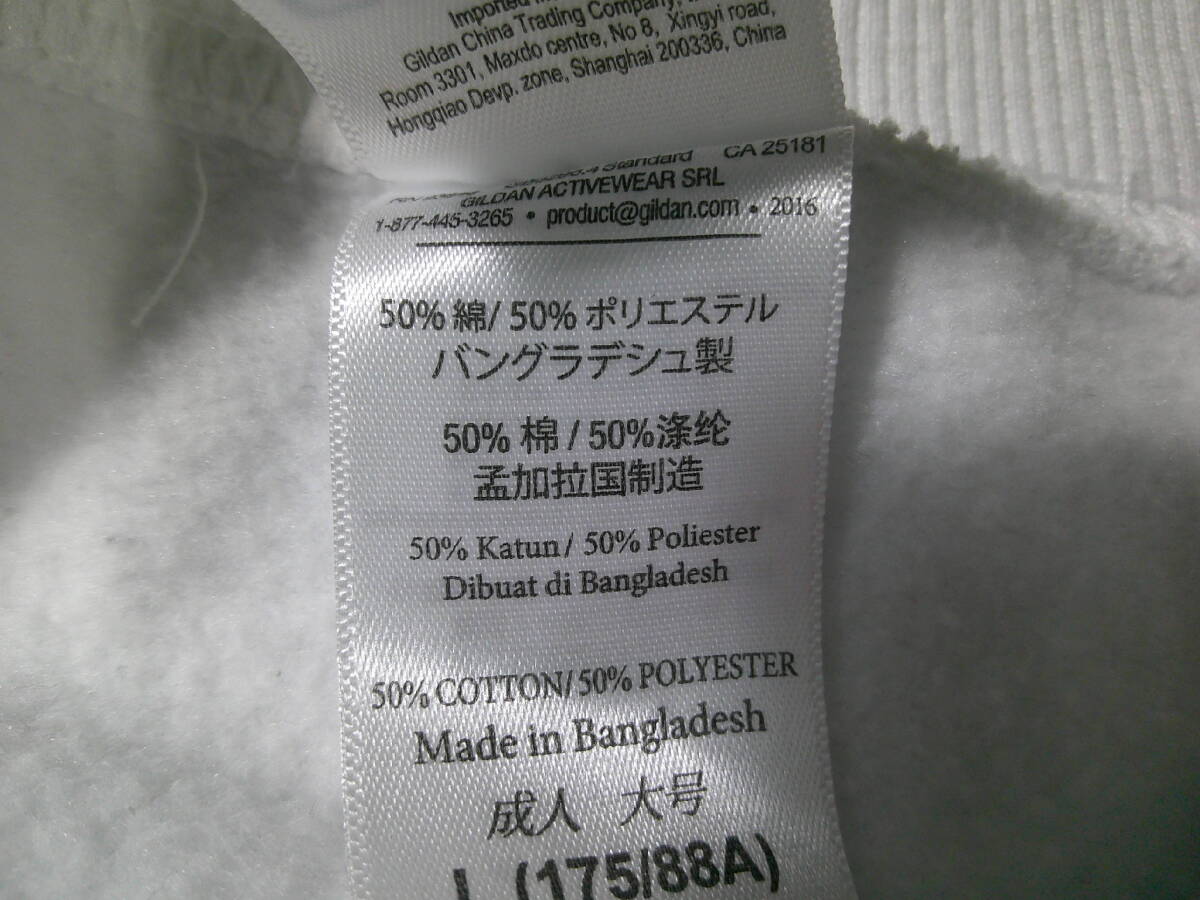 Imported
Gildan China Trading Company,
Room 3301, Maxdo centre, No 8, Xingyi road,
Hongqiao Devp. zone, Shanghai 200336, China
Standard CA 25181
GILDAN ACTIVEWEAR SRL
1-877-445-3265 • product@gildan.com • 2016
50% 綿/ 50% ポリエステル
バングラデシュ製
50% 棉 / 50%涤纶
孟加拉国制造
50% Katun/ 50% Poliester
Dibuat di Bangladesh
50% COTTON/ 50% POLYESTER
Made in Bangladesh
成人 大号
L (175/88A)